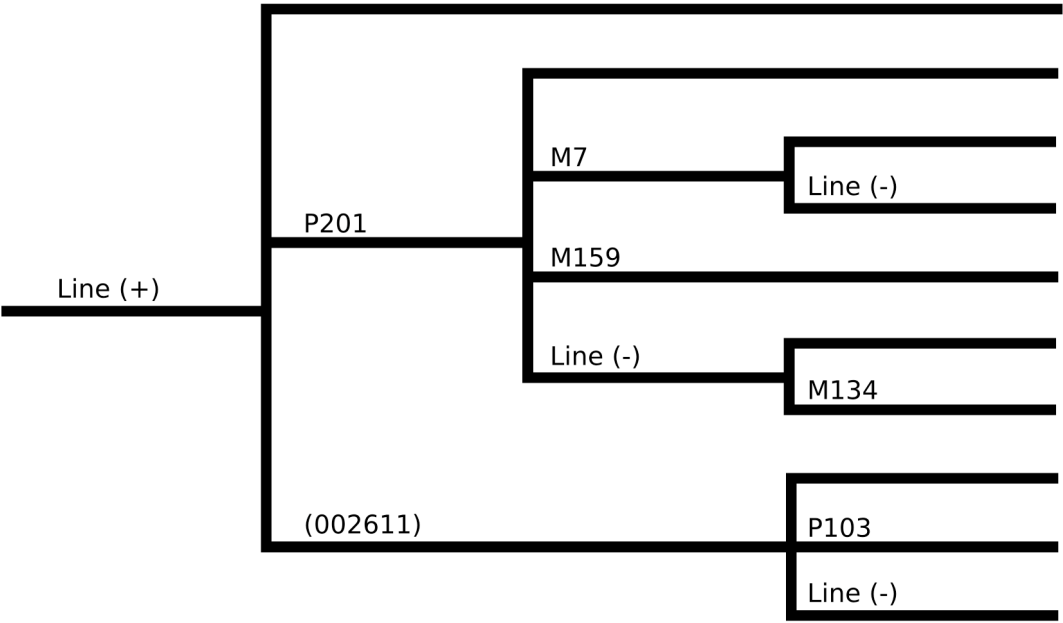 M7
Line (-)
P201
M159
Line (+)
Line (-)
M134
(002611)
P103
Line (-)